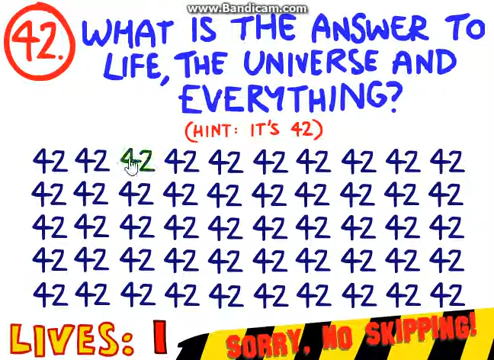 www.Bandicam.com
42. WHAT IS THE ANSWER TO
LIFE, THE UNIVERSE AND
EVERYTHING?
(HINT: IT'S 42)
42 42 42 42 42 42 42 42 42 42
42 42 42 42 42 42 42 42 42 42
42 42 42 42 42 42 42 42 42 42
42 42 42 42 42 42 42 42 42 42
42 42 42 42 42 42 42 42 42 42
LIVES: 1 SORRY, NO SKIPPING!